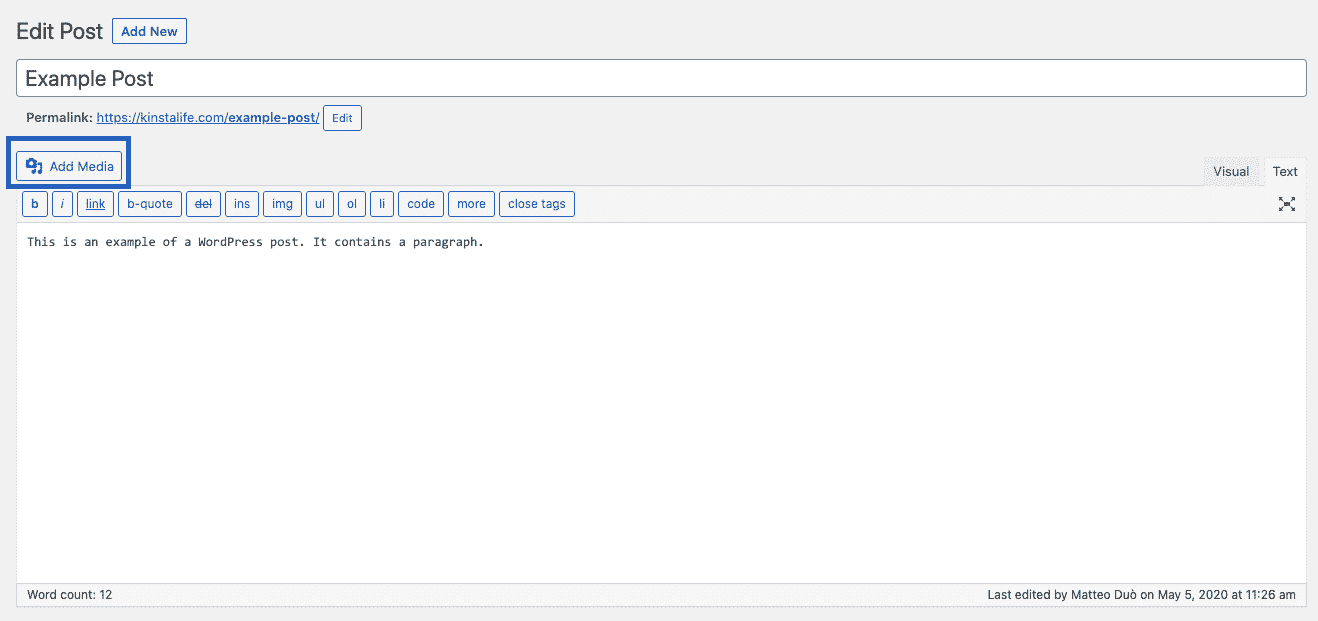 Edit Post Add New
Example Post
Permalink: https://kinstalife.com/example-post/ Edit
Add Media
Visual Text
b i link b-quote del ins img ul ol li code more close tags
This is an example of a WordPress post. It contains a paragraph.
Word count: 12 Last edited by Matteo Duò on May 5, 2020 at 11:26 am